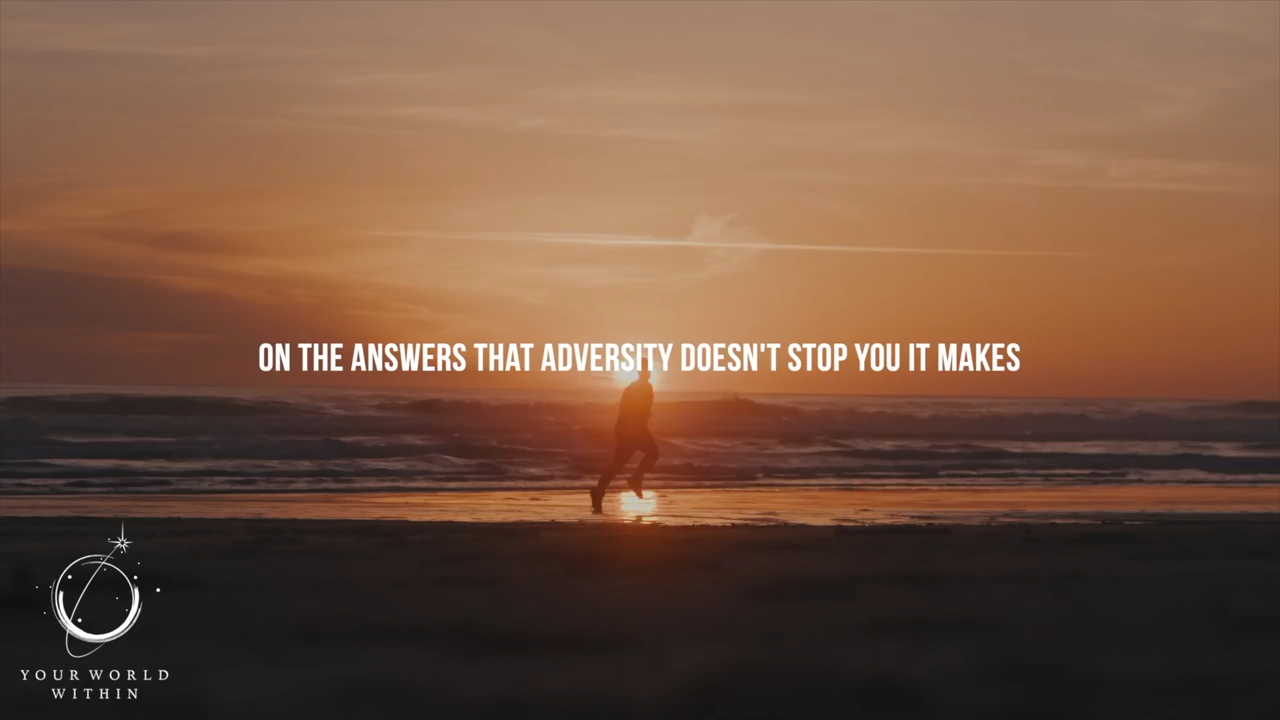 ON THE ANSWERS THAT ADVERSITY DOESN'T STOP YOU IT MAKES
YOUR WORLD
WITHIN